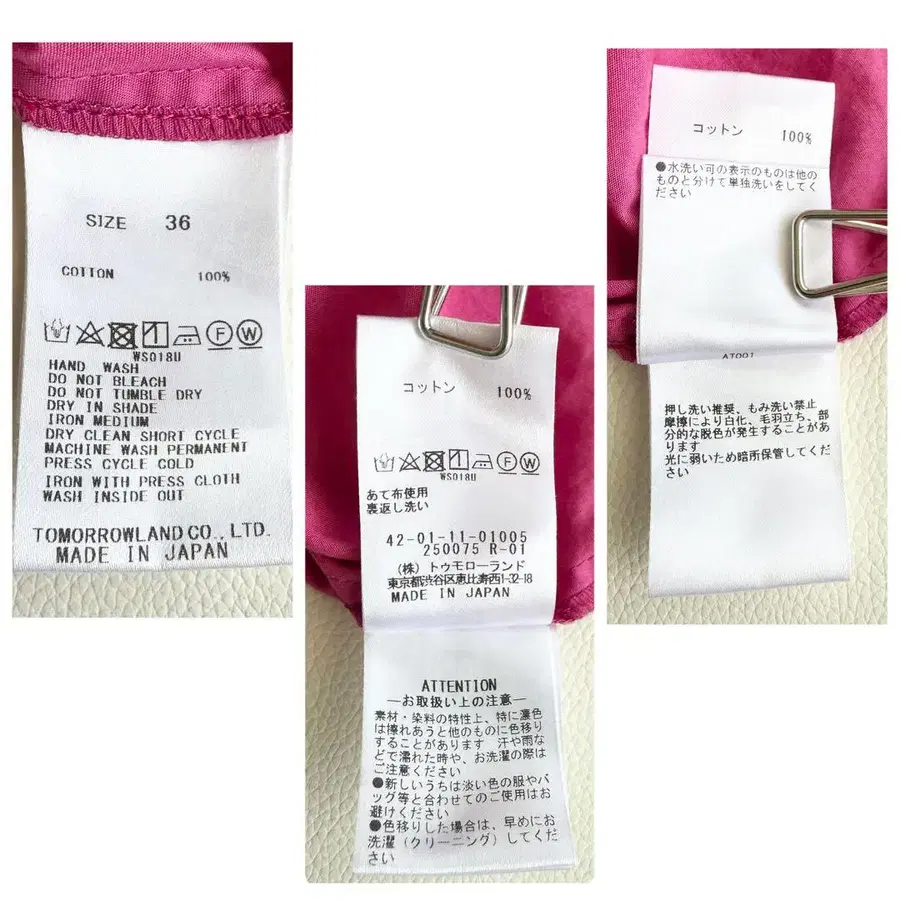 SIZE 36
COTTON 100%
F W
WS018U
HAND WASH
DO NOT BLEACH
DO NOT TUMBLE DRY
DRY IN SHADE
IRON MEDIUM
DRY CLEAN SHORT CYCLE
MACHINE WASH PERMANENT
PRESS CYCLE COLD
IRON WITH PRESS CLOTH
WASH INSIDE OUT
TOMORROWLAND CO., LTD.
MADE IN JAPAN
コットン 100%
F W
WS018U
あて布使用
裏返し洗い
42-01-11-01005
250075 R-01
(株) トゥモローランド
東京都渋谷区恵比寿西1-32-18
MADE IN JAPAN
ATTENTION
―お取扱い上の注意―
素材・染料の特性上、特に濃色
は擦れあうと他のものに色移り
することがあります 汗や雨な
どで濡れた時や、お洗濯の際は
ご注意ください
●新しいうちは淡い色の服やバ
ッグ等と合わせてのご使用はお
避けください
●色移りした場合は、早めにお
洗濯(クリーニング)してくだ
さい
コットン 100%
●水洗い可の表示のものは他の
ものと分けて単独洗いをしてく
ださい
AT001
押し洗い推奨、もみ洗い禁止
摩擦により白化、毛羽立ち、部
分的な脱色が発生することがあ
ります
光に弱いため暗所保管してくだ
さい